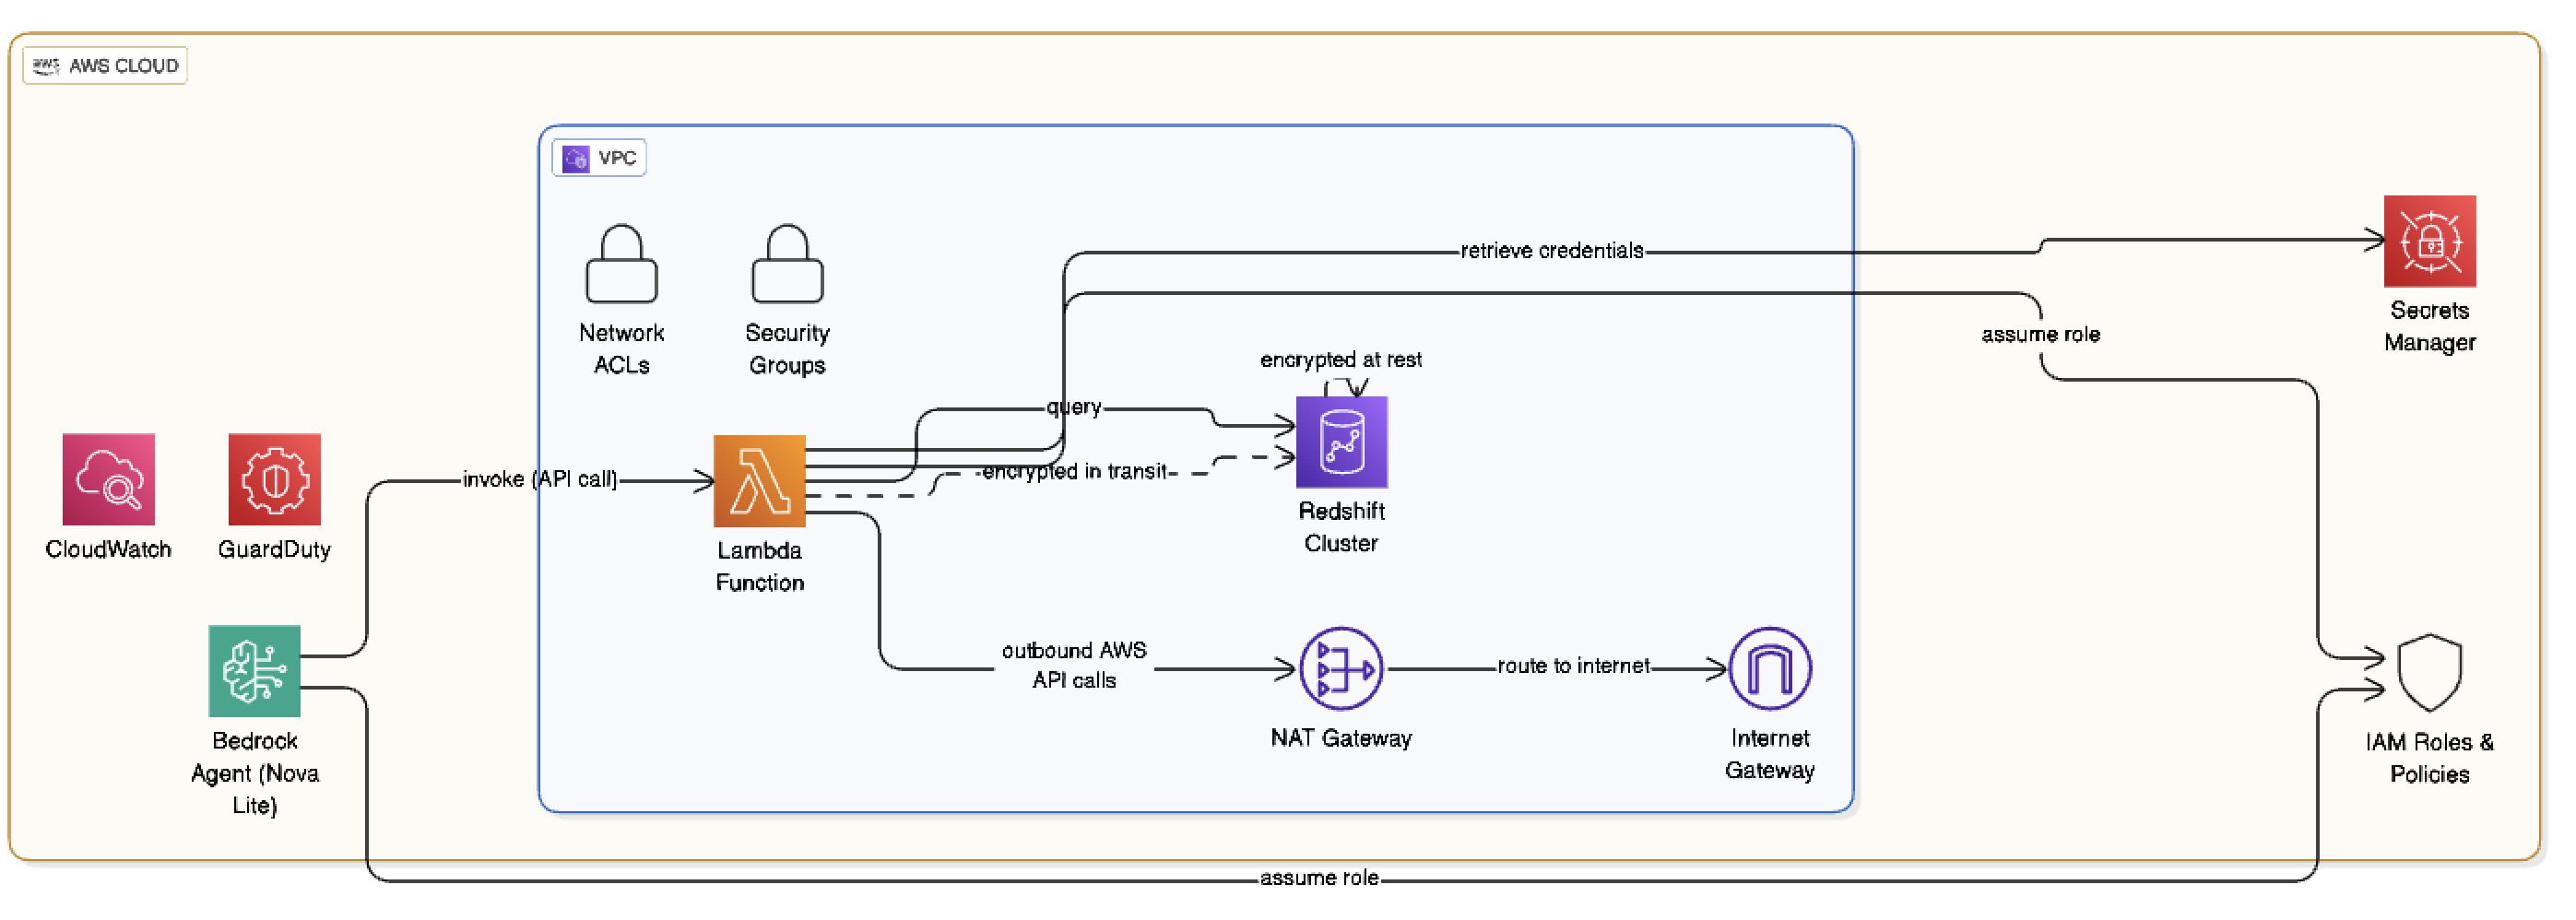 aws AWS CLOUD
VPC
Network
ACLs
Security
Groups
retrieve credentials
Secrets
Manager
assume role
encrypted at rest
query
encrypted in transit
Redshift
Cluster
CloudWatch
GuardDuty
invoke (API call)
Lambda
Function
outbound AWS
API calls
route to internet
NAT Gateway
Internet
Gateway
Bedrock
Agent (Nova
Lite)
IAM Roles &
Policies
assume role